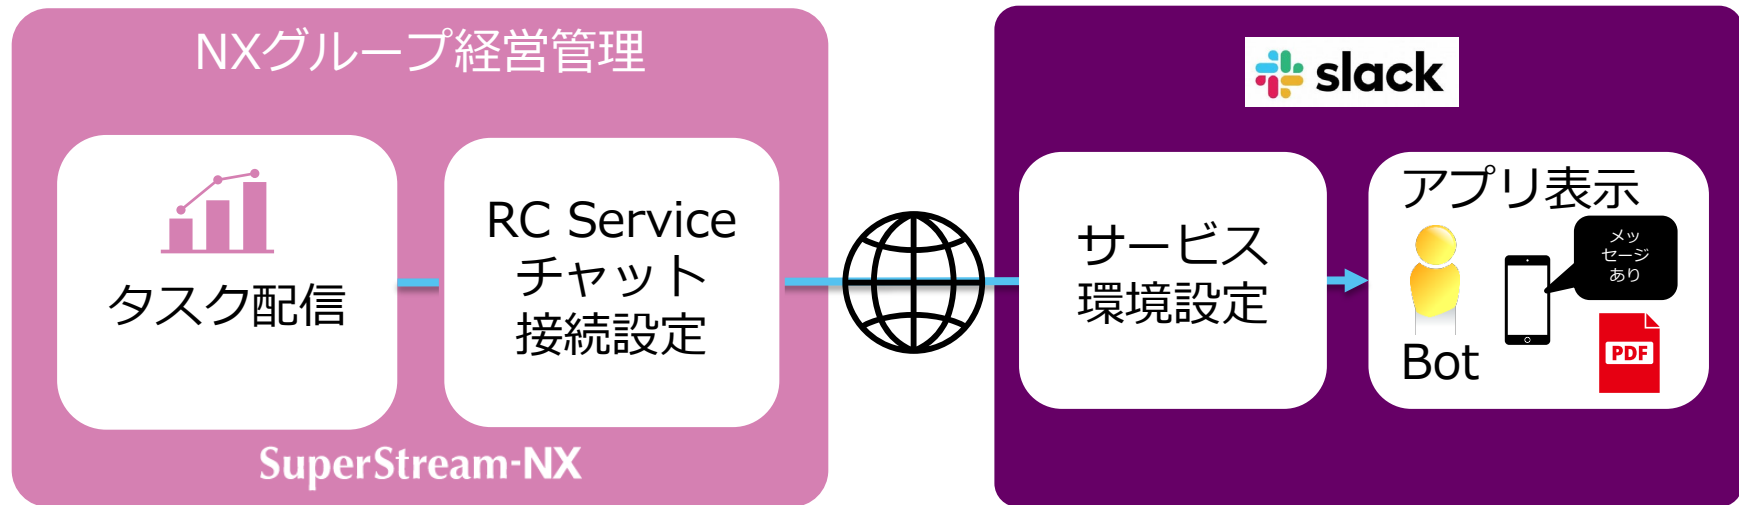 NXグループ経営管理
タスク配信
RC Service
チャット
接続設定
SuperStream-NX
slack
サービス
環境設定
アプリ表示
メッ
セージ
あり
Bot
PDF